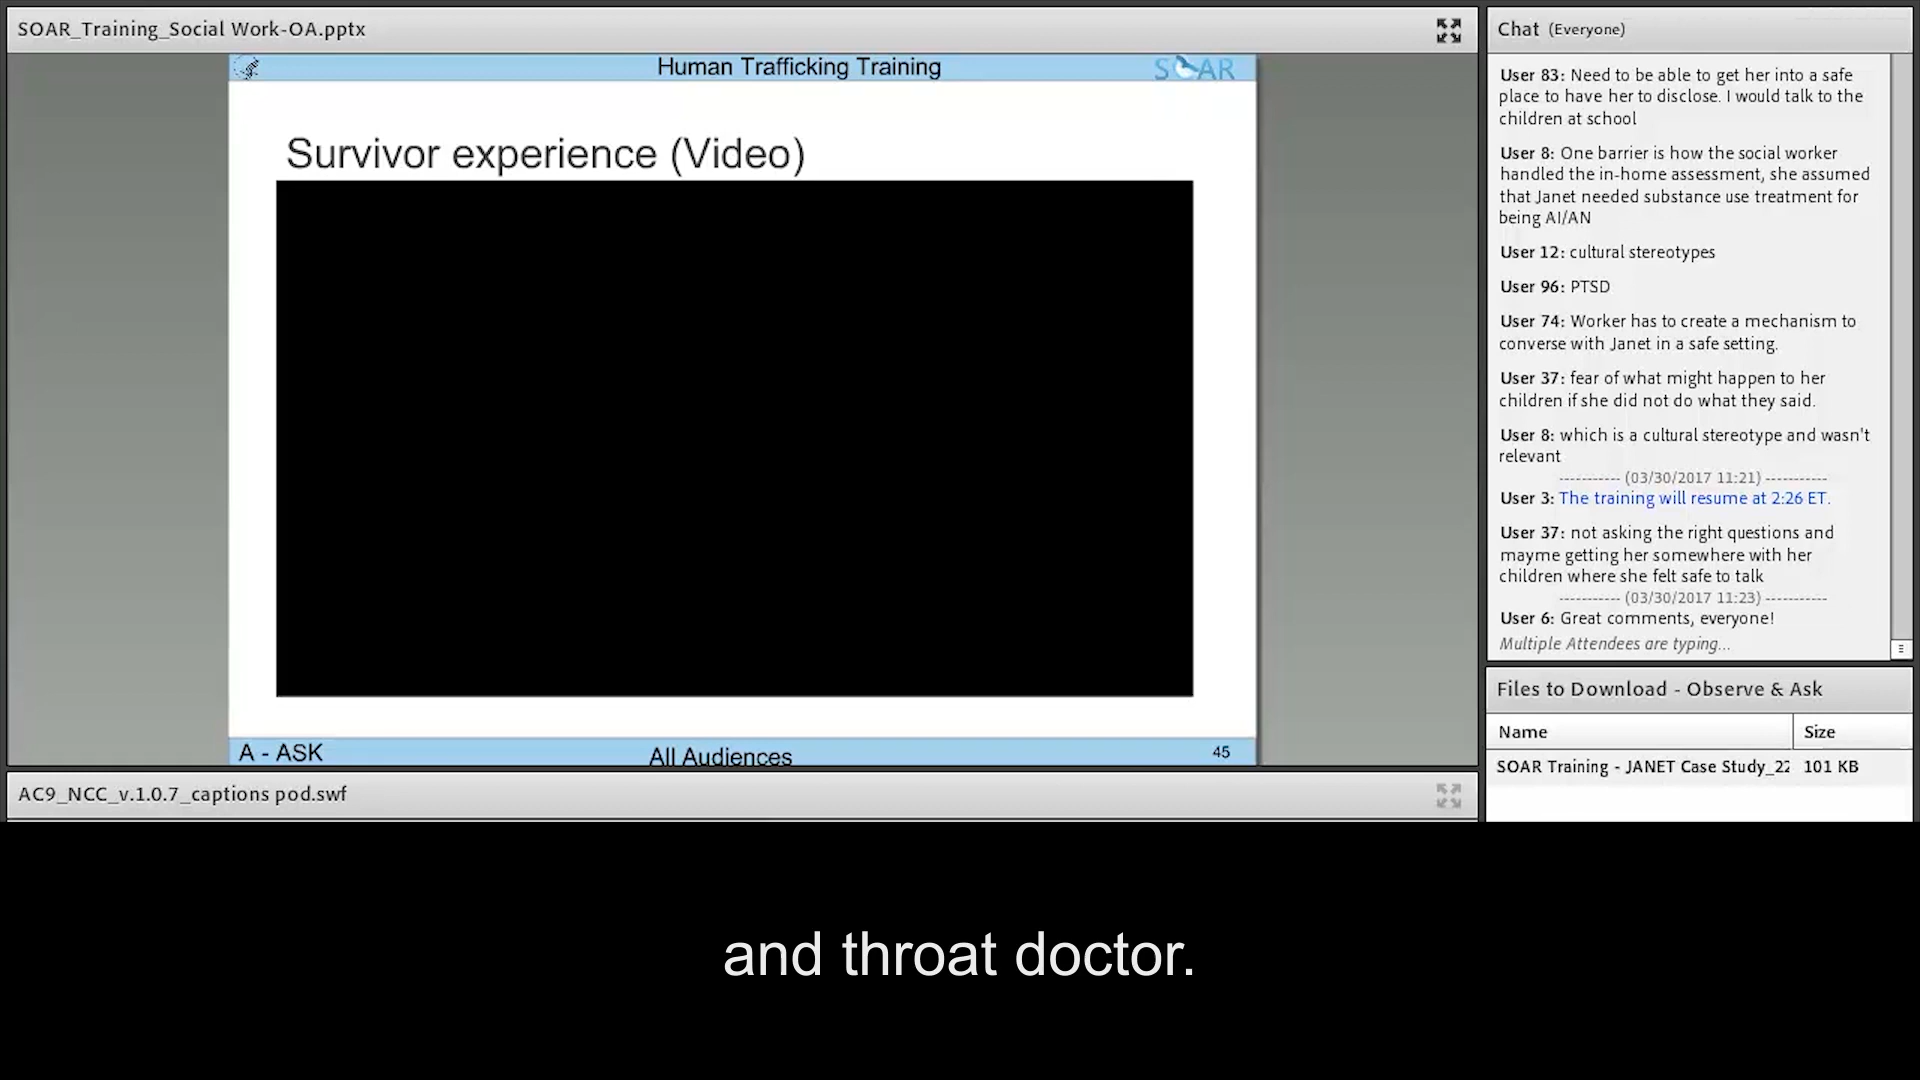 SOAR_Training_Social Work-OA.pptx
Human Trafficking Training
SOAR
Survivor experience (Video)
A - ASK
All Audiences
45
AC9_NCC_v.1.0.7_captions pod.swf
Chat (Everyone)
User 83: Need to be able to get her into a safe
place to have her to disclose. I would talk to the
children at school
User 8: One barrier is how the social worker
handled the in-home assessment, she assumed
that Janet needed substance use treatment for
being AI/AN
User 12: cultural stereotypes
User 96: PTSD
User 74: Worker has to create a mechanism to
converse with Janet in a safe setting.
User 37: fear of what might happen to her
children if she did not do what they said.
User 8: which is a cultural stereotype and wasn't
relevant
----------- (03/30/2017 11:21) -----------
User 3: The training will resume at 2:26 ET.
User 37: not asking the right questions and
mayme getting her somewhere with her
children where she felt safe to talk
----------- (03/30/2017 11:23) -----------
User 6: Great comments, everyone!
Multiple Attendees are typing...
Files to Download - Observe & Ask
Name Size
SOAR Training - JANET Case Study_22 101 KB
and throat doctor.